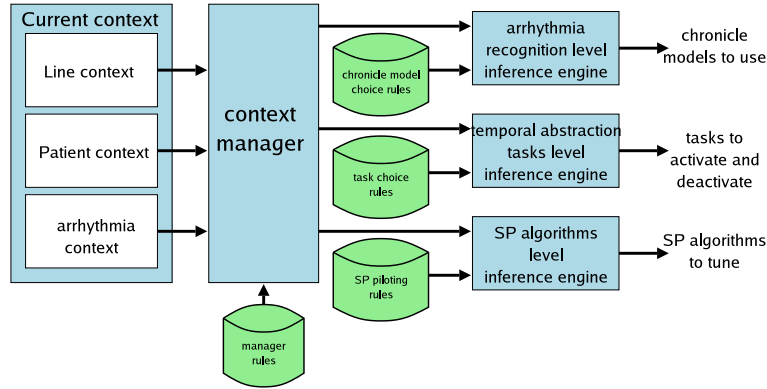 Current context
Line context
Patient context
arrhythmia
context
context
manager
manager
rules
chronicle model
choice rules
task choice
rules
SP piloting
rules
arrhythmia
recognition level
inference engine
temporal abstraction
tasks level
inference engine
SP algorithms
level
inference engine
chronicle
models to use
tasks to
activate and
deactivate
SP algorithms
to tune